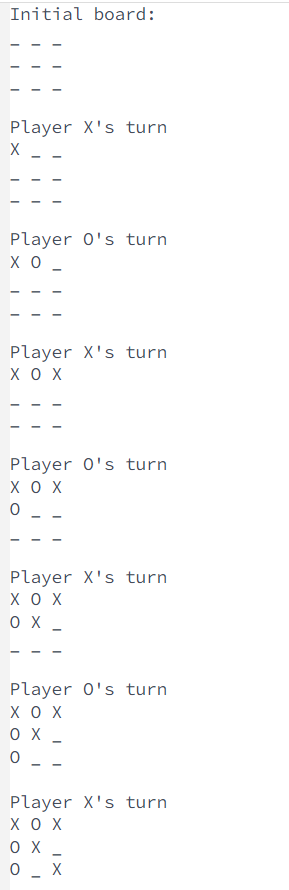 Initial board:
_ _ _
_ _ _
_ _ _
Player X's turn
X _ _
_ _ _
_ _ _
Player O's turn
X O _
_ _ _
_ _ _
Player X's turn
X O X
_ _ _
_ _ _
Player O's turn
X O X
O _ _
_ _ _
Player X's turn
X O X
O X _
_ _ _
Player O's turn
X O X
O X _
O _ _
Player X's turn
X O X
O X _
O _ X